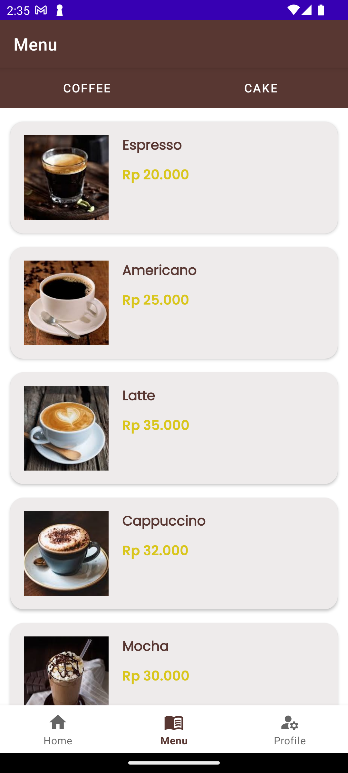 2:35
Menu
COFFEE CAKE
Espresso
Rp 20.000
Americano
Rp 25.000
Latte
Rp 35.000
Cappuccino
Rp 32.000
Mocha
Rp 30.000
Home Menu Profile